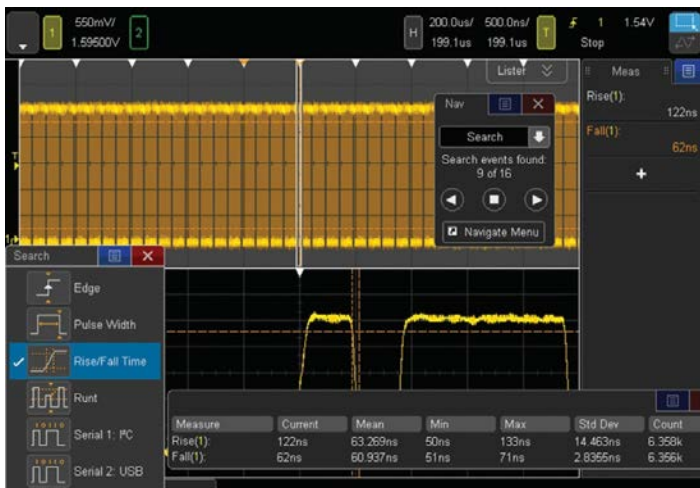 1
550mV/
1.59500V
2
H
200.0us/ 500.0ns/
199.1us 199.1us
T
1 1.54V
Stop
Lister
Meas
Rise(1):
122ns
Fall(1):
62ns
+
Nav
Search
Search events found:
9 of 16
Navigate Menu
T
1
Search
Edge
Pulse Width
Rise/Fall Time
Runt
Serial 1: I²C
Serial 2: USB
Measure Current Mean Min Max Std Dev Count
Rise(1): 122ns 63.269ns 50ns 133ns 14.463ns 6.358k
Fall(1): 62ns 60.937ns 51ns 71ns 2.8355ns 6.356k